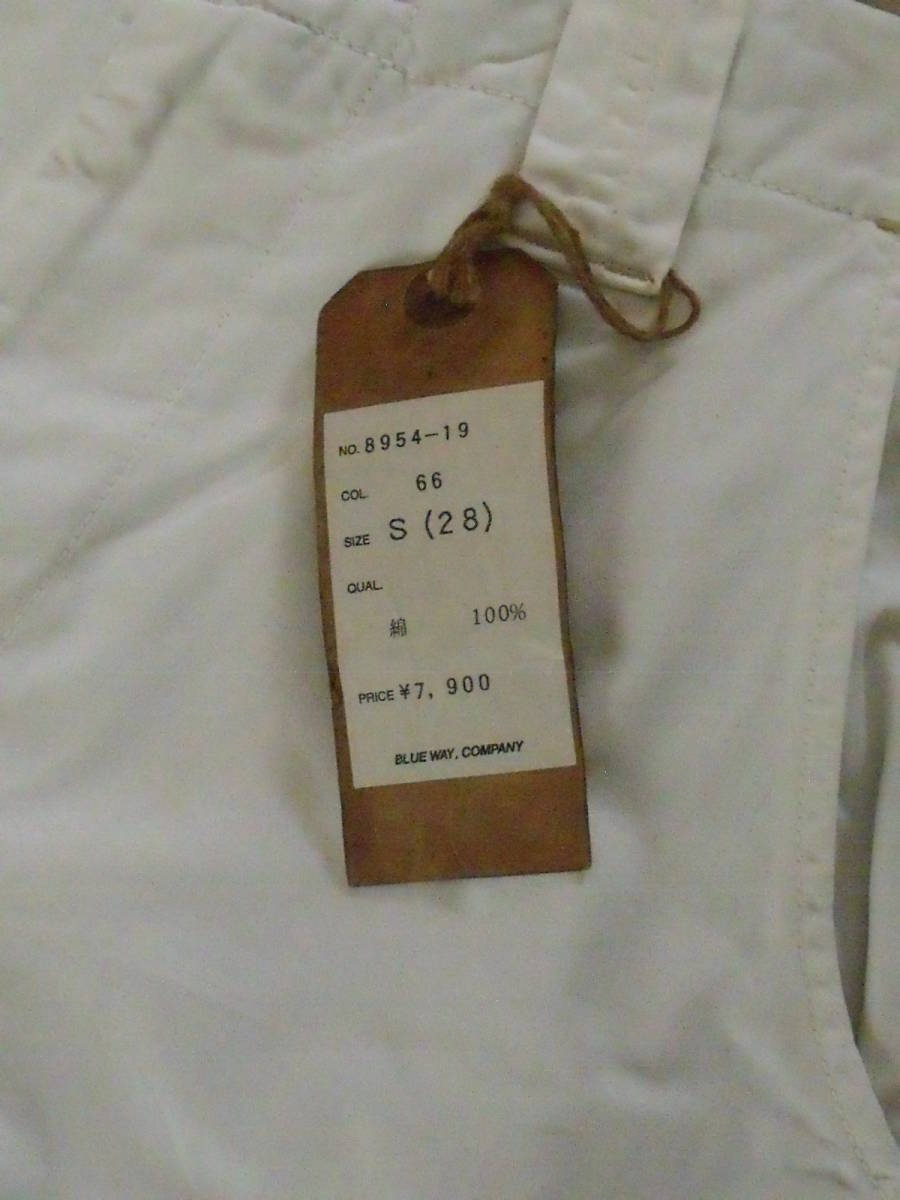 NO. 8954-19
COL. 66
SIZE S (28)
QUAL.
綿 100%
PRICE ¥7,900
BLUE WAY, COMPANY